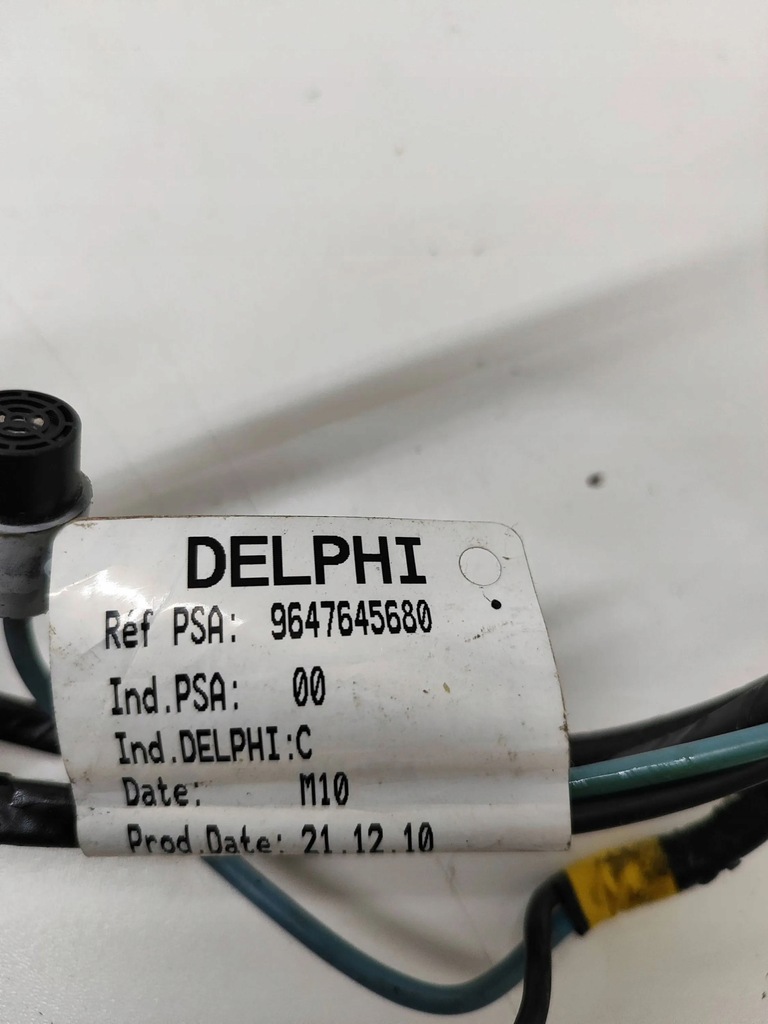 DELPHI
Réf PSA: 9647645680
Ind.PSA: 00
Ind.DELPHI:C
Date: M10
Prod.Date: 21.12.10